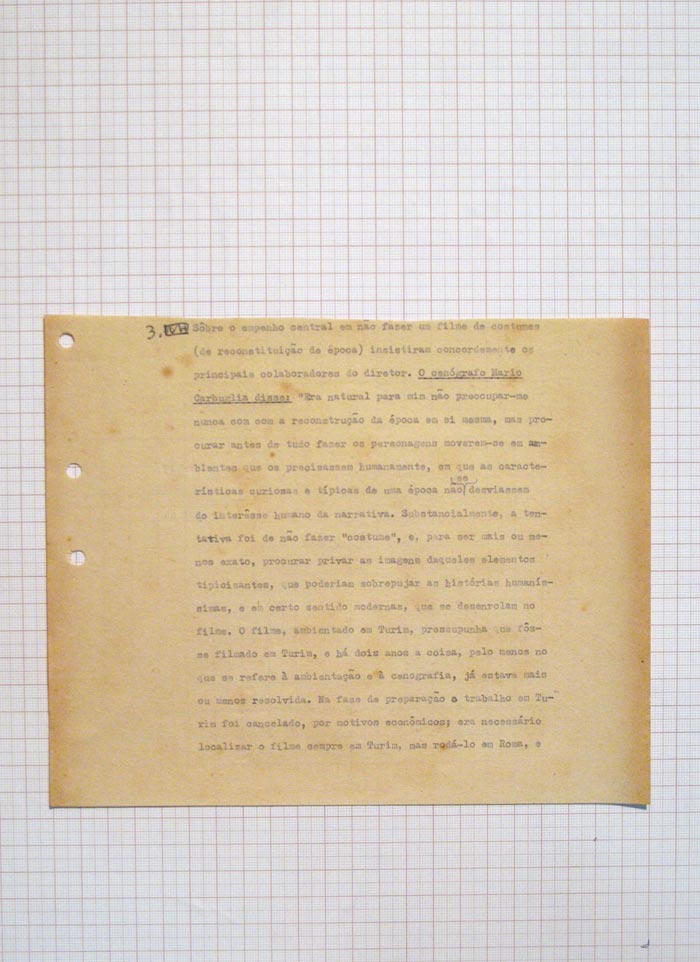 3. IVH Sôbre o empenho central em não fazer um filme de costumes
(de reconstituição de época) insistiram concordemente os
principais colaboradores do diretor. O cenógrafo Mario
Garbuglia disse: "Era natural para mim não preocupar-me
nunca com com a reconstrução da época em si mesma, mas pro-
curar antes de tudo fazer os personagens moverem-se em am-
bientes que os precisassem humanamente, em que as caracte-
se
rísticas curiosas e típicas de uma época não desviassem
do interêsse humano da narrativa. Substancialmente, a ten-
tativa foi de não fazer "costume", e, para ser mais ou me-
nos exato, procurar privar as imagens daqueles elementos
tipicizantes, que poderiam sobrepujar as histórias humanís-
simas, e em certo sentido modernas, que se desenrolam no
filme. O filme, ambientado em Turim, pressupunha que fôs-
se filmado em Turim, e há dois anos a coisa, pelo menos no
que se refere à ambientação e à cenografia, já estava mais
ou menos resolvida. Na fase de preparação o trabalho em Tu-
rim foi cancelado, por motivos econômicos; era necessário
localizar o filme sempre em Turim, mas rodá-lo em Roma, e